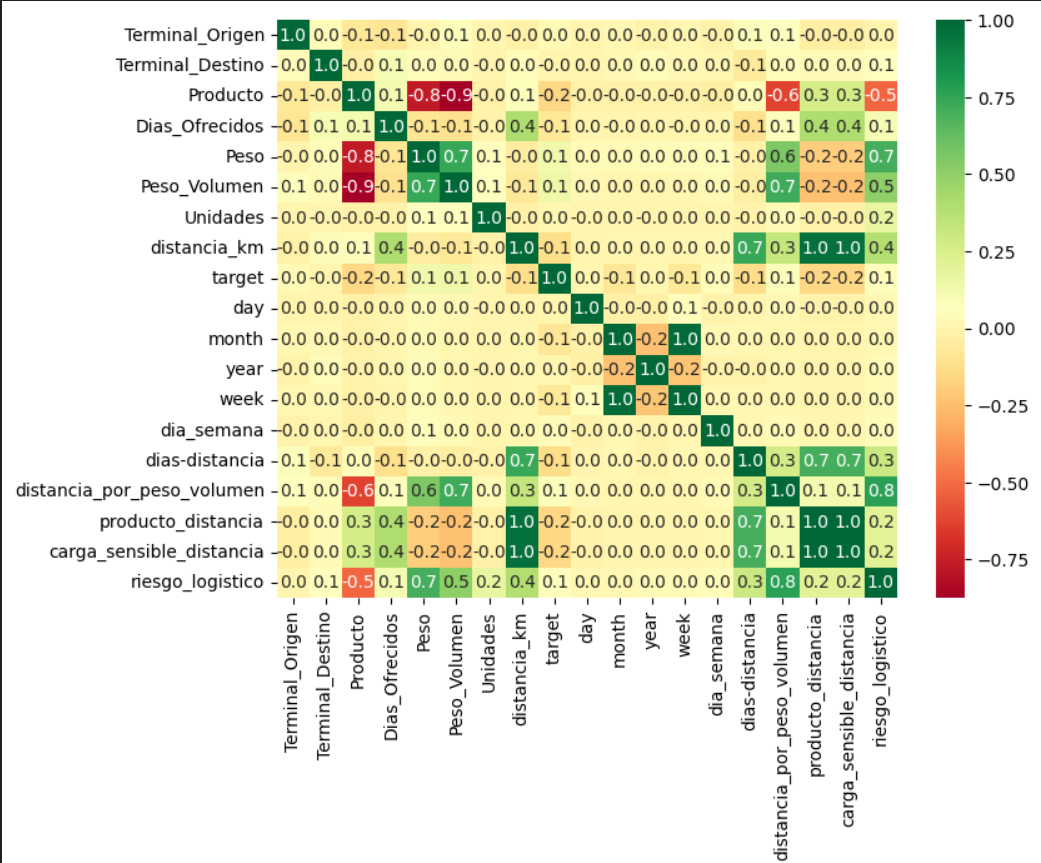 Terminal_Origen 1.0 0.0 -0.1 -0.1 -0.0 0.1 0.0 -0.0 0.0 -0.0 0.0 -0.0 0.0 -0.0 0.1 0.1 -0.0 -0.0 0.0
Terminal_Destino 0.0 1.0 -0.0 0.1 0.0 0.0 -0.0 0.0 -0.0 0.0 0.0 0.0 0.0 0.0 -0.1 0.0 0.0 0.0 0.1
Producto -0.1 -0.0 1.0 0.1 -0.8 -0.9 -0.0 0.1 -0.2 -0.0 -0.0 -0.0 -0.0 -0.0 0.0 -0.6 0.3 0.3 -0.5
Dias_Ofrecidos -0.1 0.1 0.1 1.0 -0.1 -0.1 -0.0 0.4 -0.1 0.0 0.0 -0.0 0.0 0.0 -0.1 0.1 0.4 0.4 0.1
Peso -0.0 0.0 -0.8 -0.1 1.0 0.7 0.1 -0.0 0.1 0.0 0.0 0.0 0.0 0.1 -0.0 0.6 -0.2 -0.2 0.7
Peso_Volumen 0.1 0.0 -0.9 -0.1 0.7 1.0 0.1 -0.1 0.1 0.0 0.0 0.0 0.0 0.0 -0.0 0.7 -0.2 -0.2 0.5
Unidades 0.0 -0.0 -0.0 -0.0 0.1 0.1 1.0 -0.0 0.0 -0.0 0.0 -0.0 0.0 0.0 -0.0 0.0 -0.0 -0.0 0.2
distancia_km -0.0 0.0 0.1 0.4 -0.0 -0.1 -0.0 1.0 -0.1 0.0 0.0 0.0 0.0 0.0 0.7 0.3 1.0 1.0 0.4
target 0.0 -0.0 -0.2 -0.1 0.1 0.1 0.0 -0.1 1.0 0.0 -0.1 0.0 -0.1 0.0 -0.1 0.1 -0.2 -0.2 0.1
day -0.0 0.0 -0.0 0.0 0.0 0.0 -0.0 0.0 0.0 1.0 -0.0 -0.0 0.1 -0.0 0.0 0.0 0.0 0.0 0.0
month 0.0 0.0 -0.0 0.0 0.0 0.0 0.0 0.0 -0.1 -0.0 1.0 -0.2 1.0 0.0 0.0 0.0 0.0 0.0 0.0
year -0.0 0.0 -0.0 -0.0 0.0 0.0 -0.0 0.0 0.0 -0.0 -0.2 1.0 -0.2 -0.0 0.0 0.0 0.0 0.0 0.0
week 0.0 0.0 -0.0 0.0 0.0 0.0 0.0 0.0 -0.1 0.1 1.0 -0.2 1.0 0.0 0.0 0.0 0.0 0.0 0.0
dia_semana -0.0 0.0 -0.0 0.0 0.1 0.0 0.0 0.0 0.0 -0.0 0.0 -0.0 0.0 1.0 0.0 0.0 0.0 0.0 0.0
dias-distancia 0.1 -0.1 0.0 -0.1 -0.0 -0.0 -0.0 0.7 -0.1 0.0 0.0 0.0 0.0 0.0 1.0 0.3 0.7 0.7 0.3
distancia_por_peso_volumen 0.1 0.0 -0.6 0.1 0.6 0.7 0.0 0.3 0.1 0.0 0.0 0.0 0.0 0.0 0.3 1.0 0.1 0.1 0.8
producto_distancia -0.0 0.0 0.3 0.4 -0.2 -0.2 -0.0 1.0 -0.2 0.0 0.0 0.0 0.0 0.0 0.7 0.1 1.0 1.0 0.2
carga_sensible_distancia -0.0 0.0 0.3 0.4 -0.2 -0.2 -0.0 1.0 -0.2 0.0 0.0 0.0 0.0 0.0 0.7 0.1 1.0 1.0 0.2
riesgo_logistico 0.0 0.1 -0.5 0.1 0.7 0.5 0.2 0.4 0.1 0.0 0.0 0.0 0.0 0.0 0.3 0.8 0.2 0.2 1.0
Terminal_Origen
Terminal_Destino
Producto
Dias_Ofrecidos
Peso
Peso_Volumen
Unidades
distancia_km
target
day
month
year
week
dia_semana
dias-distancia
distancia_por_peso_volumen
producto_distancia
carga_sensible_distancia
riesgo_logistico
1.00
0.75
0.50
0.25
0.00
−0.25
−0.50
−0.75